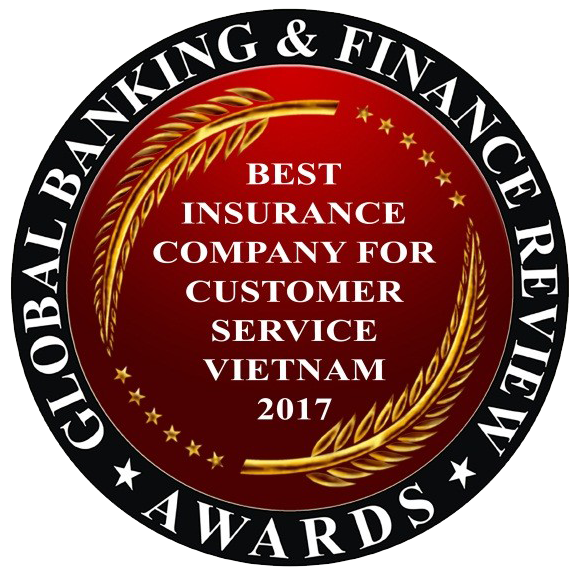 GLOBAL BANKING & FINANCE REVIEW
BEST
INSURANCE
COMPANY FOR
CUSTOMER
SERVICE
VIETNAM
2017
AWARDS